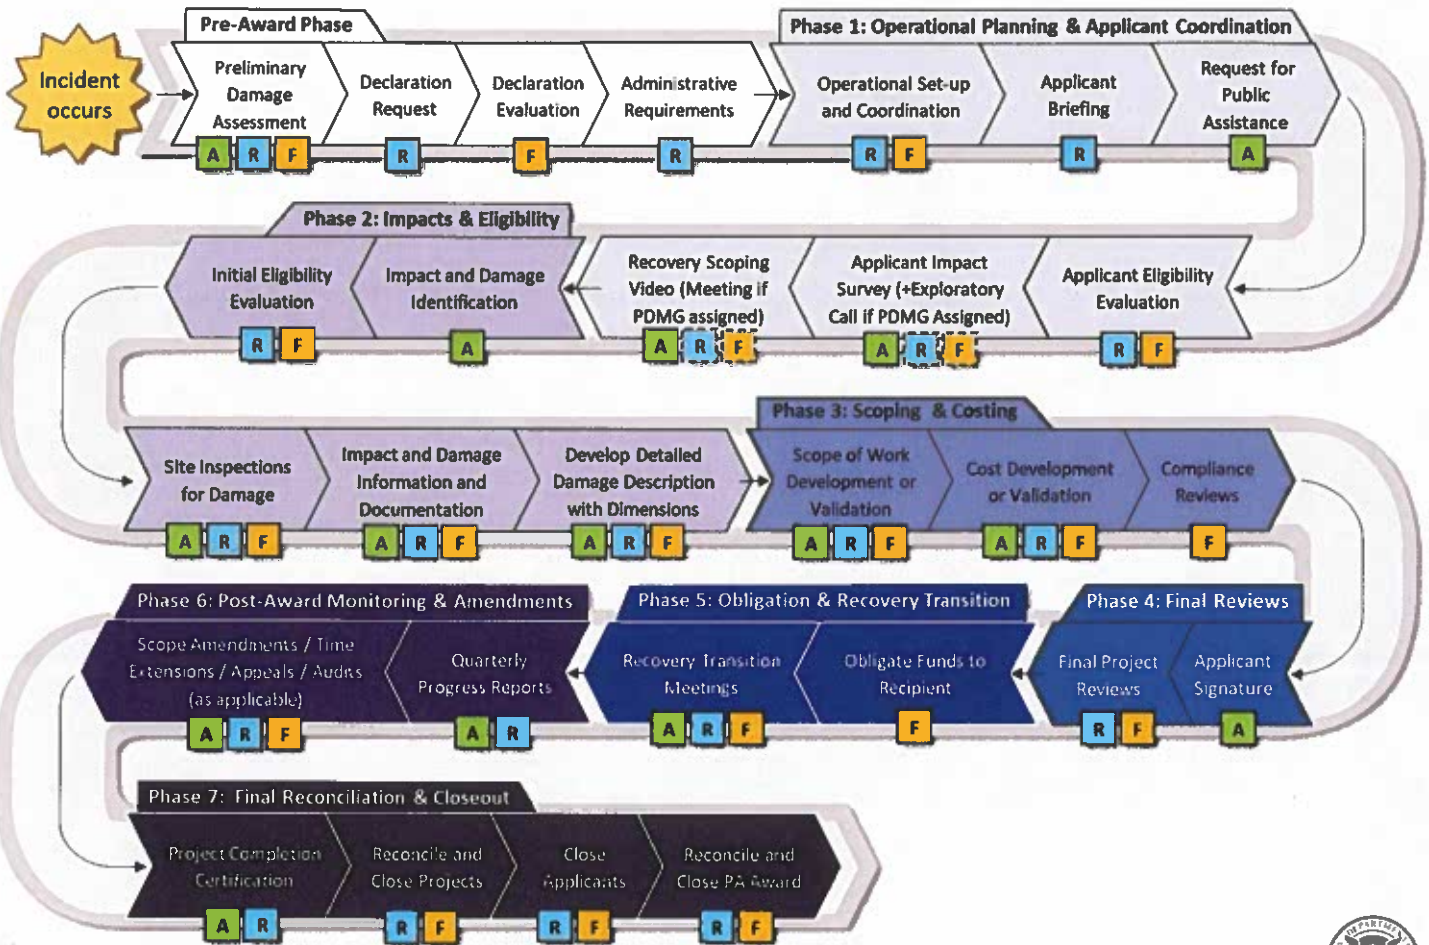 Pre-Award Phase
Incident
occurs
Preliminary
Damage
Assessment
A R F
Declaration
Request
R
Declaration
Evaluation
F
Administrative
Requirements
R
Phase 1: Operational Planning & Applicant Coordination
Operational Set-up
and Coordination
R F
Applicant
Briefing
R
Request for
Public
Assistance
A
Applicant Eligibility
Evaluation
R F
Applicant Impact
Survey (+Exploratory
Call if PDMG Assigned)
A R F
Recovery Scoping
Video (Meeting if
PDMG assigned)
A R F
Phase 2: Impacts & Eligibility
Impact and Damage
Identification
A
Initial Eligibility
Evaluation
R F
Site Inspections
for Damage
A R F
Impact and Damage
Information and
Documentation
A R F
Develop Detailed
Damage Description
with Dimensions
A R F
Phase 3: Scoping & Costing
Scope of Work
Development or
Validation
A R F
Cost Development
or Validation
A R F
Compliance
Reviews
F
Phase 4: Final Reviews
Applicant
Signature
A
Final Project
Reviews
R F
Phase 5: Obligation & Recovery Transition
Obligate Funds to
Recipient
F
Recovery Transition
Meetings
A R F
Phase 6: Post-Award Monitoring & Amendments
Quarterly
Progress Reports
A R
Scope Amendments / Time
Extensions / Appeals / Audits
(as applicable)
A R F
Phase 7: Final Reconciliation & Closeout
Project Completion
Certification
A R
Reconcile and
Close Projects
R F
Close
Applicants
R F
Reconcile and
Close PA Award
R F